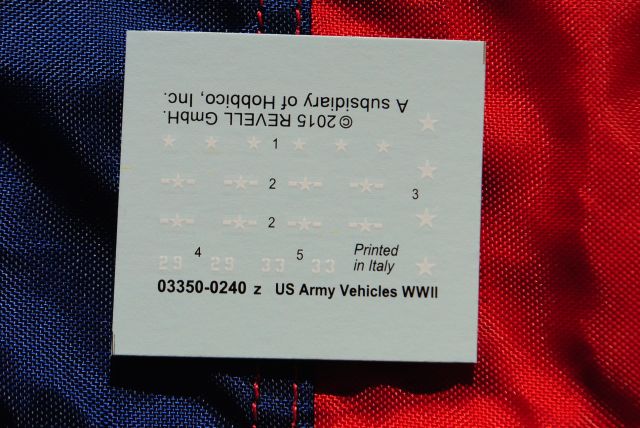 ©2015 REVELL GmbH.
A subsidiary of Hobbico, Inc.
1
2
3
2
4 5
29 29 33 33
Printed
in Italy
03350-0240 z US Army Vehicles WWII